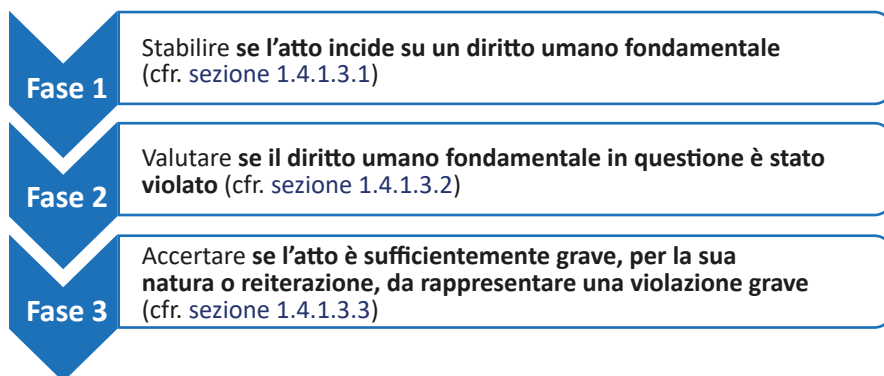 Fase 1
Stabilire se l’atto incide su un diritto umano fondamentale
(cfr. sezione 1.4.1.3.1)
Fase 2
Valutare se il diritto umano fondamentale in questione è stato
violato (cfr. sezione 1.4.1.3.2)
Fase 3
Accertare se l’atto è sufficientemente grave, per la sua
natura o reiterazione, da rappresentare una violazione grave
(cfr. sezione 1.4.1.3.3)